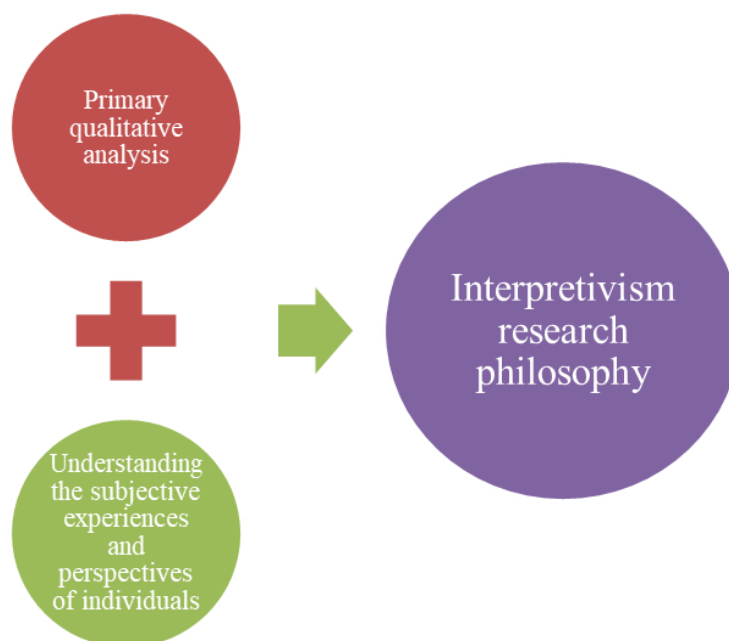 Primary
qualitative
analysis
Understanding
the subjective
experiences
and
perspectives
of individuals
Interpretivism
research
philosophy